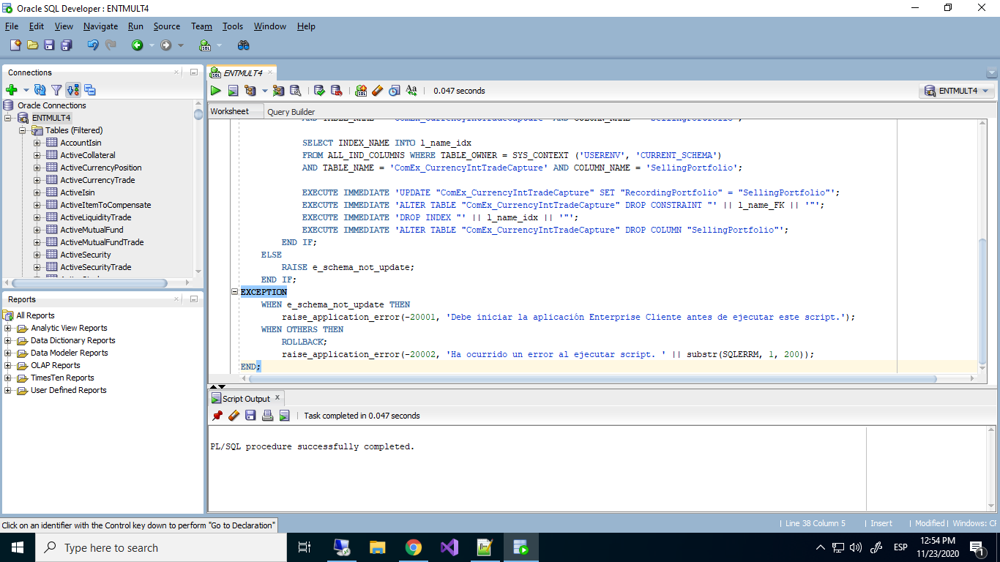 Oracle SQL Developer : ENTMULT4
File Edit View Navigate Run Source Team Tools Window Help
Connections
Oracle Connections
ENTMULT4
Tables (Filtered)
AccountIsin
ActiveCollateral
ActiveCurrencyPosition
ActiveCurrencyTrade
ActiveIsin
ActiveItemToCompensate
ActiveLiquidityTrade
ActiveMutualFund
ActiveMutualFundTrade
ActiveSecurity
ActiveSecurityTrade
Reports
All Reports
Analytic View Reports
Data Dictionary Reports
Data Modeler Reports
OLAP Reports
TimesTen Reports
User Defined Reports
ENTMULT4
0.047 seconds
ENTMULT4
Worksheet Query Builder
AND TABLE_NAME = 'ComEx_CurrencyIntTradeCapture' AND COLUMN_NAME = 'SellingPortfolio';
SELECT INDEX_NAME INTO l_name_idx
FROM ALL_IND_COLUMNS WHERE TABLE_OWNER = SYS_CONTEXT ('USERENV', 'CURRENT_SCHEMA')
AND TABLE_NAME = 'ComEx_CurrencyIntTradeCapture' AND COLUMN_NAME = 'SellingPortfolio';
EXECUTE IMMEDIATE 'UPDATE "ComEx_CurrencyIntTradeCapture" SET "RecordingPortfolio" = "SellingPortfolio"';
EXECUTE IMMEDIATE 'ALTER TABLE "ComEx_CurrencyIntTradeCapture" DROP CONSTRAINT "' || l_name_FK || '"';
EXECUTE IMMEDIATE 'DROP INDEX "' || l_name_idx || '"';
EXECUTE IMMEDIATE 'ALTER TABLE "ComEx_CurrencyIntTradeCapture" DROP COLUMN "SellingPortfolio"';
END IF;
ELSE
RAISE e_schema_not_update;
END IF;
EXCEPTION
WHEN e_schema_not_update THEN
raise_application_error(-20001, 'Debe iniciar la aplicación Enterprise Cliente antes de ejecutar este script.');
WHEN OTHERS THEN
ROLLBACK;
raise_application_error(-20002, 'Ha ocurrido un error al ejecutar script. ' || substr(SQLERRM, 1, 200));
END;
Script Output x
Task completed in 0.047 seconds
PL/SQL procedure successfully completed.
Click on an identifier with the Control key down to perform "Go to Declaration"
| Line 38 Column 5 | Insert | Modified | Windows: CF
Type here to search
ESP
12:54 PM
11/23/2020
1